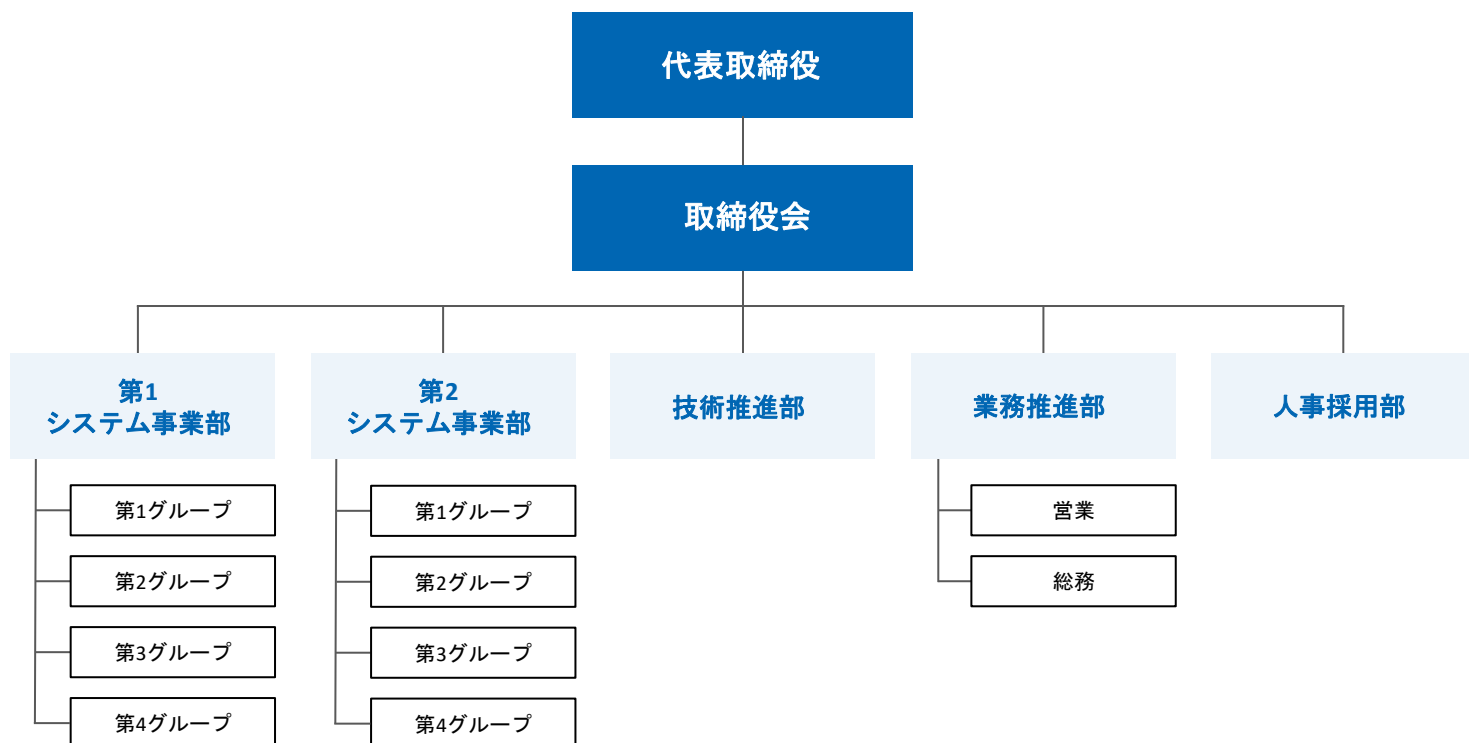 代表取締役
取締役会
第1
システム事業部
第2
システム事業部
技術推進部
業務推進部
人事採用部
第1グループ
第2グループ
第3グループ
第4グループ
第1グループ
第2グループ
第3グループ
第4グループ
営業
総務